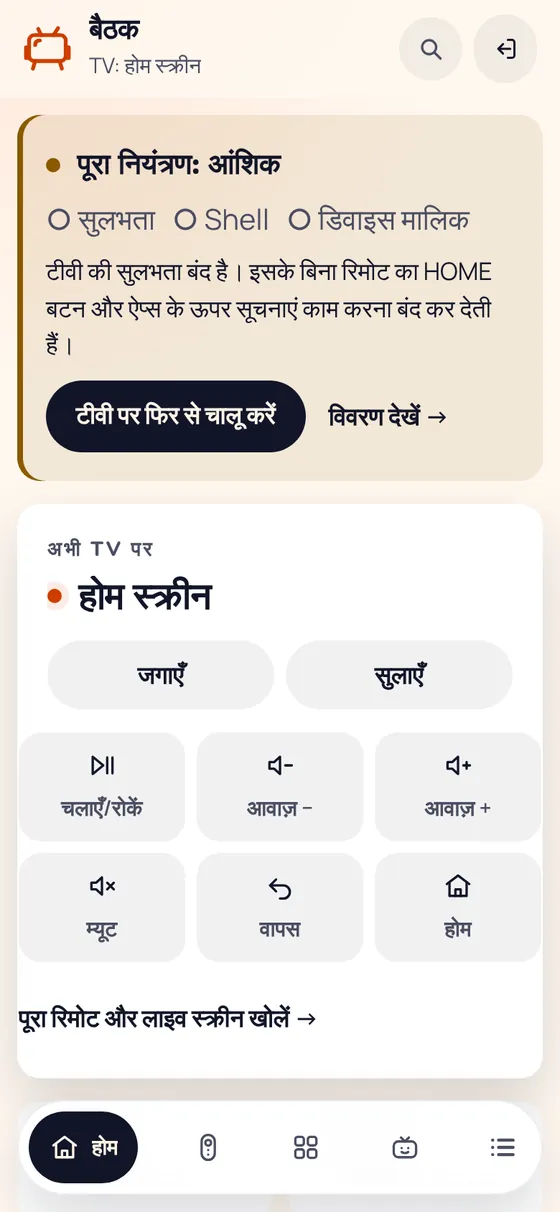 बैठक
TV: होम स्क्रीन
पूरा नियंत्रण: आंशिक
सुलभता Shell डिवाइस मालिक
टीवी की सुलभता बंद है। इसके बिना रिमोट का HOME
बटन और ऐप्स के ऊपर सूचनाएं काम करना बंद कर देती
हैं।
टीवी पर फिर से चालू करें विवरण देखें →
अभी TV पर
होम स्क्रीन
जगाएँ सुलाएँ
चलाएँ/रोकें आवाज़ − आवाज़ +
म्यूट वापस होम
पूरा रिमोट और लाइव स्क्रीन खोलें →
होम